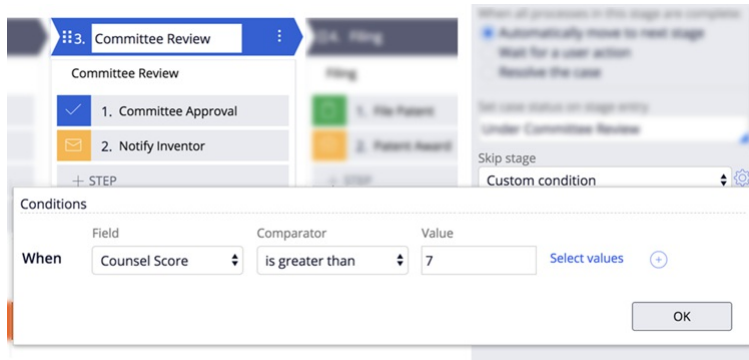 When all processes in this stage are complete:
3. Committee Review
4. Filing
Automatically move to next stage
Wait for a user action
Resolve the case
Committee Review
Filing
1. Committee Approval
1. File Patent
Set case status on stage entry
Under Committee Review
2. Notify Inventor
2. Patent Award
Skip stage
+ STEP
+ STEP
Custom condition
Conditions
Field
Comparator
Value
When
Counsel Score
is greater than
7
Select values
OK